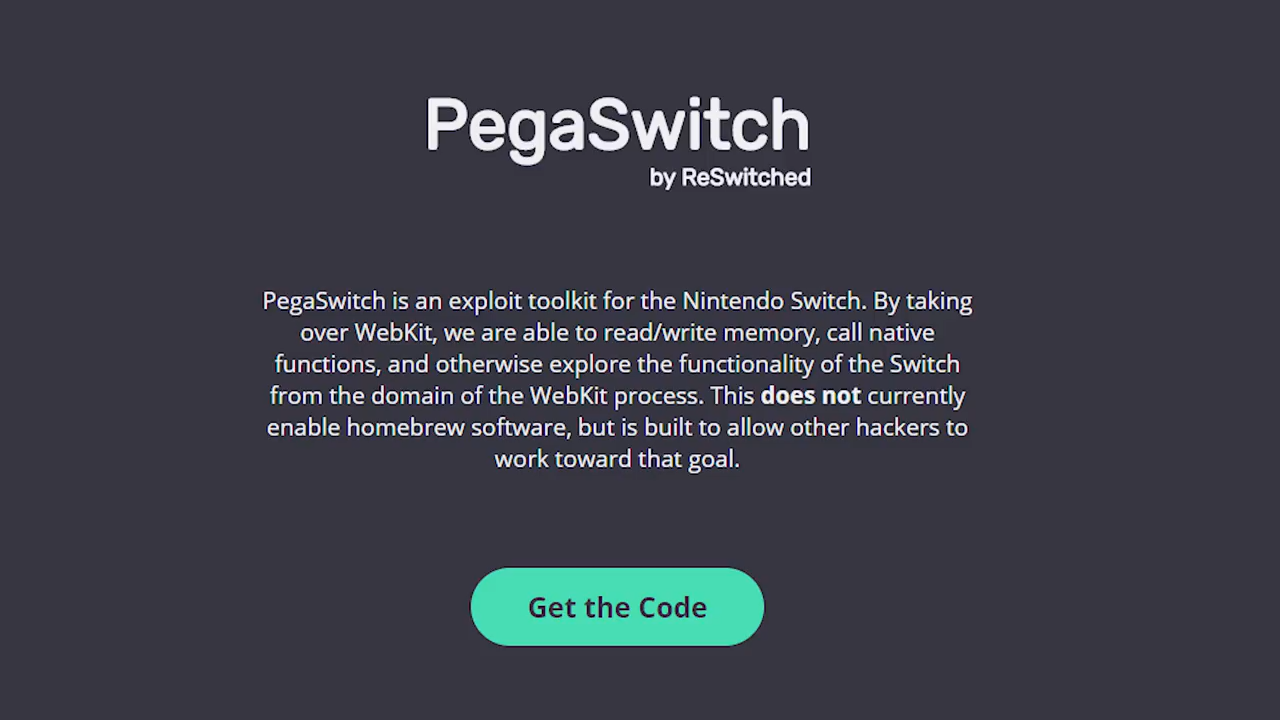 PegaSwitch
by ReSwitched
PegaSwitch is an exploit toolkit for the Nintendo Switch. By taking
over WebKit, we are able to read/write memory, call native
functions, and otherwise explore the functionality of the Switch
from the domain of the WebKit process. This does not currently
enable homebrew software, but is built to allow other hackers to
work toward that goal.
Get the Code